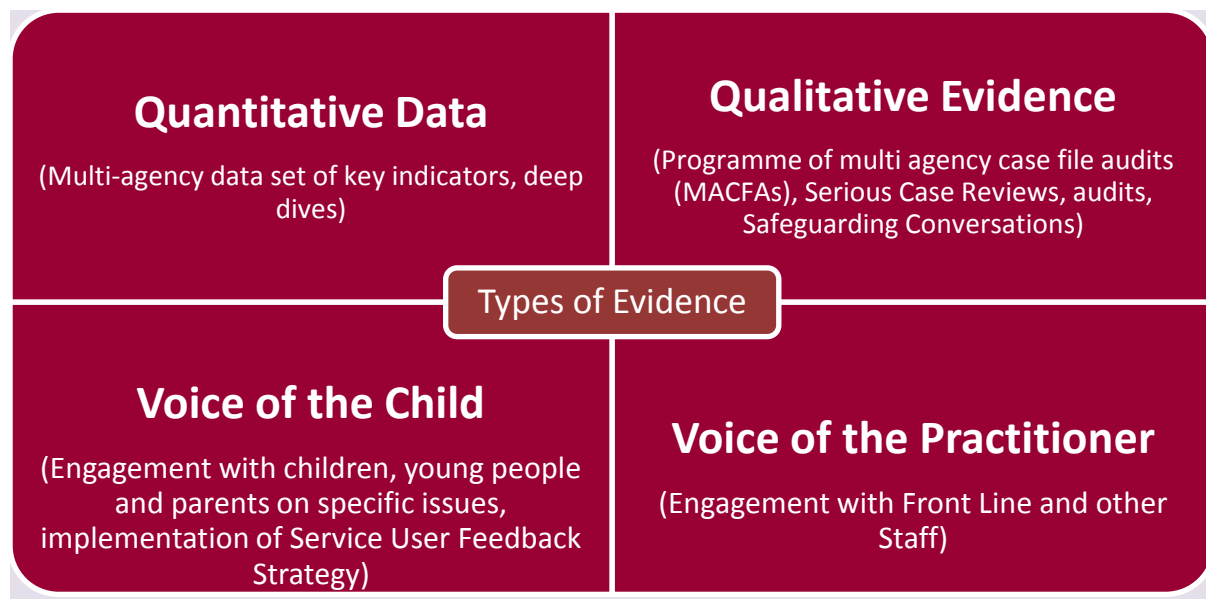 Quantitative Data
(Multi-agency data set of key indicators, deep
dives)
Qualitative Evidence
(Programme of multi agency case file audits
(MACFAs), Serious Case Reviews, audits,
Safeguarding Conversations)
Types of Evidence
Voice of the Child
(Engagement with children, young people
and parents on specific issues,
implementation of Service User Feedback
Strategy)
Voice of the Practitioner
(Engagement with Front Line and other
Staff)